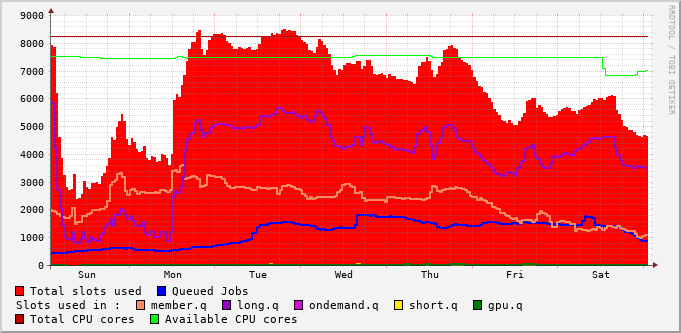 9000
8000
7000
6000
5000
4000
3000
2000
1000
0
Sun Mon Tue Wed Thu Fri Sat
RRDTOOL / TOBI OETIKER
Total slots used Queued Jobs
Slots used in : member.q long.q ondemand.q short.q gpu.q
Total CPU cores Available CPU cores